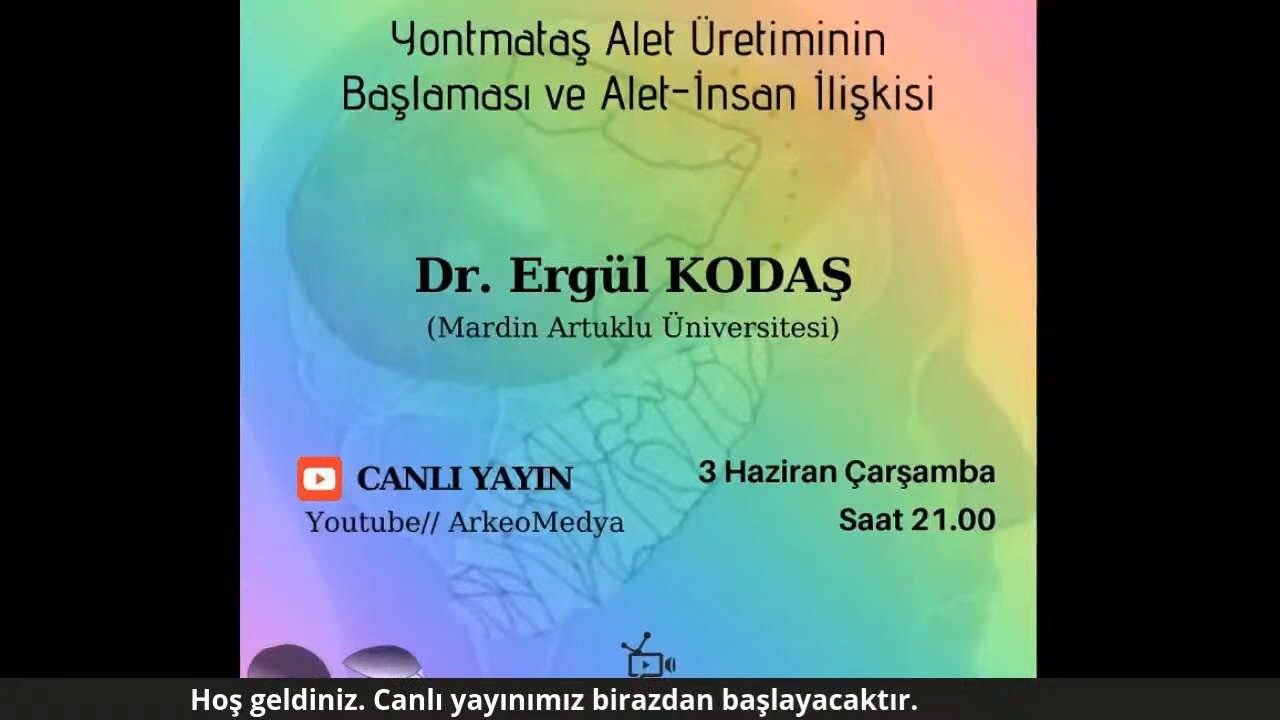 Yontmataş Alet Üretiminin
Başlaması ve Alet-İnsan İlişkisi
Dr. Ergül KODAŞ
(Mardin Artuklu Üniversitesi)
CANLI YAYIN
Youtube// ArkeoMedya
3 Haziran Çarşamba
Saat 21.00
Hoş geldiniz. Canlı yayınımız birazdan başlayacaktır.